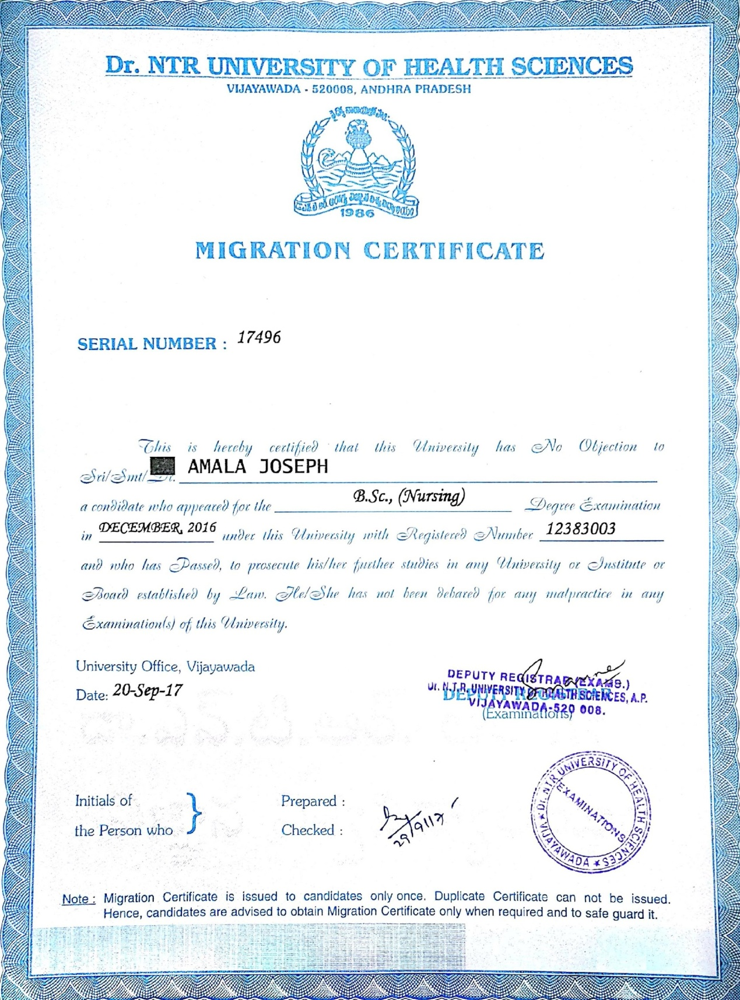 Dr. NTR UNIVERSITY OF HEALTH SCIENCES
VIJAYAWADA - 520008, ANDHRA PRADESH
1986
MIGRATION CERTIFICATE
SERIAL NUMBER : 17496
This is hereby certified that this University has No Objection to
Sri/Smt/ AMALA JOSEPH
a condidate who appeared for the B.Sc., (Nursing) Degree Examination
in DECEMBER, 2016 under this University with Registered Number 12383003
and who has Passed, to prosecute his/her further studies in any University or Institute or
Board established by Law. He/She has not been debared for any malpractice in any
Examination(s) of this University.
University Office, Vijayawada
Date: 20-Sep-17
DEPUTY REGISTRAR (EXAMS.)
Dr. N.T.R. UNIVERSITY OF HEALTH SCIENCES, A.P.
DEPUTY REGISTRAR
VIJAYAWADA-520 008.
(Examinations)
Dr. NTR UNIVERSITY OF HEALTH SCIENCES ★ VIJAYAWADA ★
EXAMINATIONS
Initials of
the Person who }
Prepared :
Checked :
29/9/17
Note : Migration Certificate is issued to candidates only once. Duplicate Certificate can not be issued.
Hence, candidates are advised to obtain Migration Certificate only when required and to safe guard it.